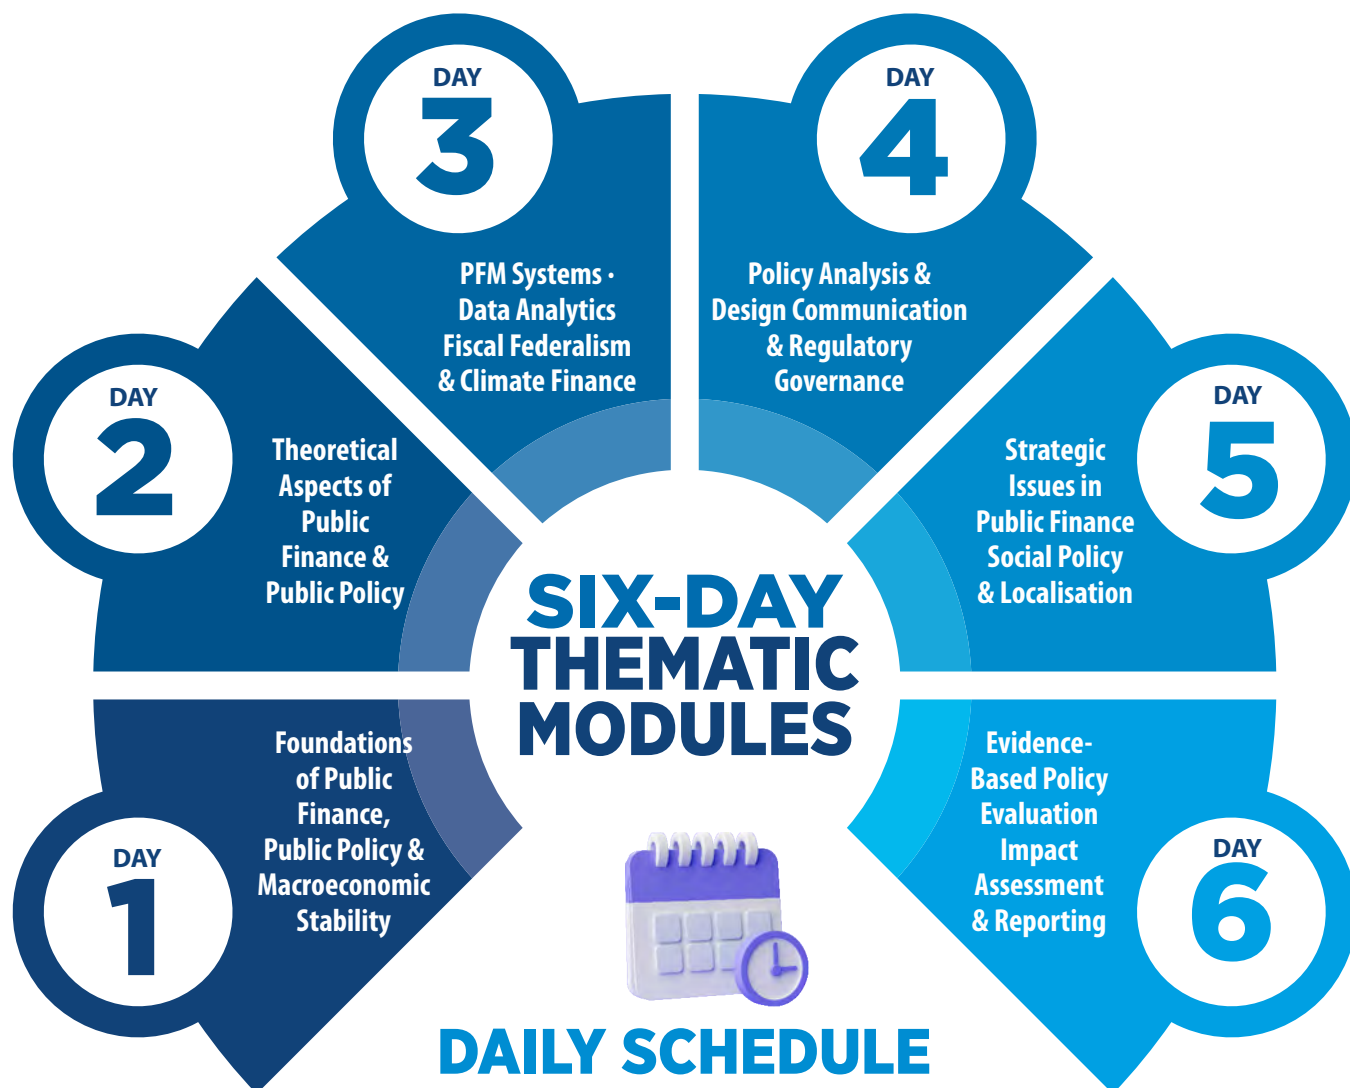 DAY
1
Foundations
of Public
Finance,
Public Policy &
Macroeconomic
Stability
DAY
2
Theoretical
Aspects of
Public
Finance &
Public Policy
DAY
3
PFM Systems ·
Data Analytics
Fiscal Federalism
& Climate Finance
DAY
4
Policy Analysis &
Design Communication
& Regulatory
Governance
DAY
5
Strategic
Issues in
Public Finance
Social Policy
& Localisation
DAY
6
Evidence-
Based Policy
Evaluation
Impact
Assessment
& Reporting
SIX-DAY
THEMATIC
MODULES
DAILY SCHEDULE